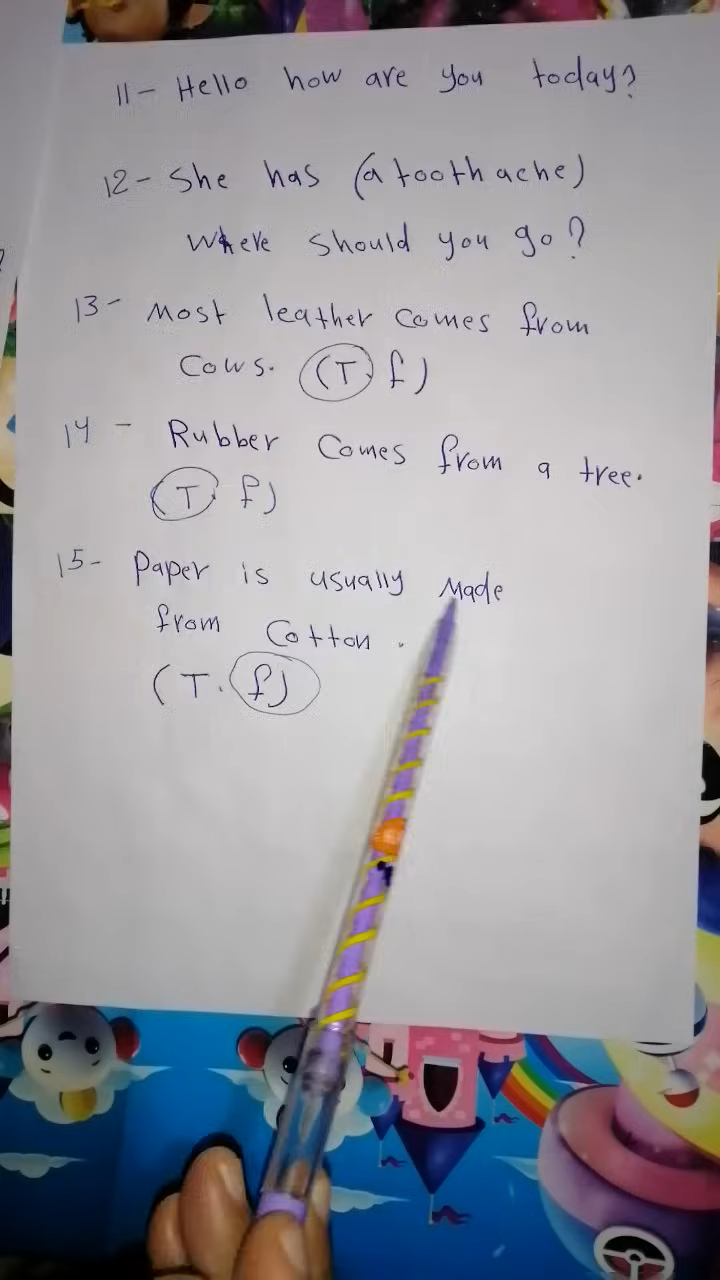 11- Hello how are you today?
12- She has (a toothache)
Where should you go?
13- Most leather comes from
Cows. (T f)
14- Rubber Comes from a tree.
(T. f)
15- Paper is usually Made
from Cotton.
(T. f)